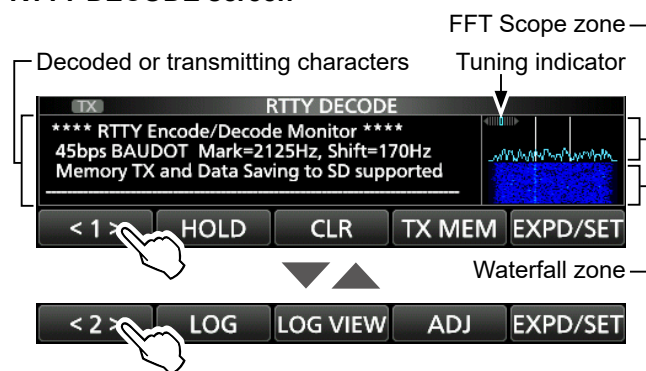 RTTY DECODE screen
FFT Scope zone
Decoded or transmitting characters
Tuning indicator
TX
RTTY DECODE
**** RTTY Encode/Decode Monitor ****
45bps BAUDOT Mark=2125Hz, Shift=170Hz
Memory TX and Data Saving to SD supported
< 1 >
HOLD
CLR
TX MEM
EXPD/SET
Waterfall zone
< 2 >
LOG
LOG VIEW
ADJ
EXPD/SET